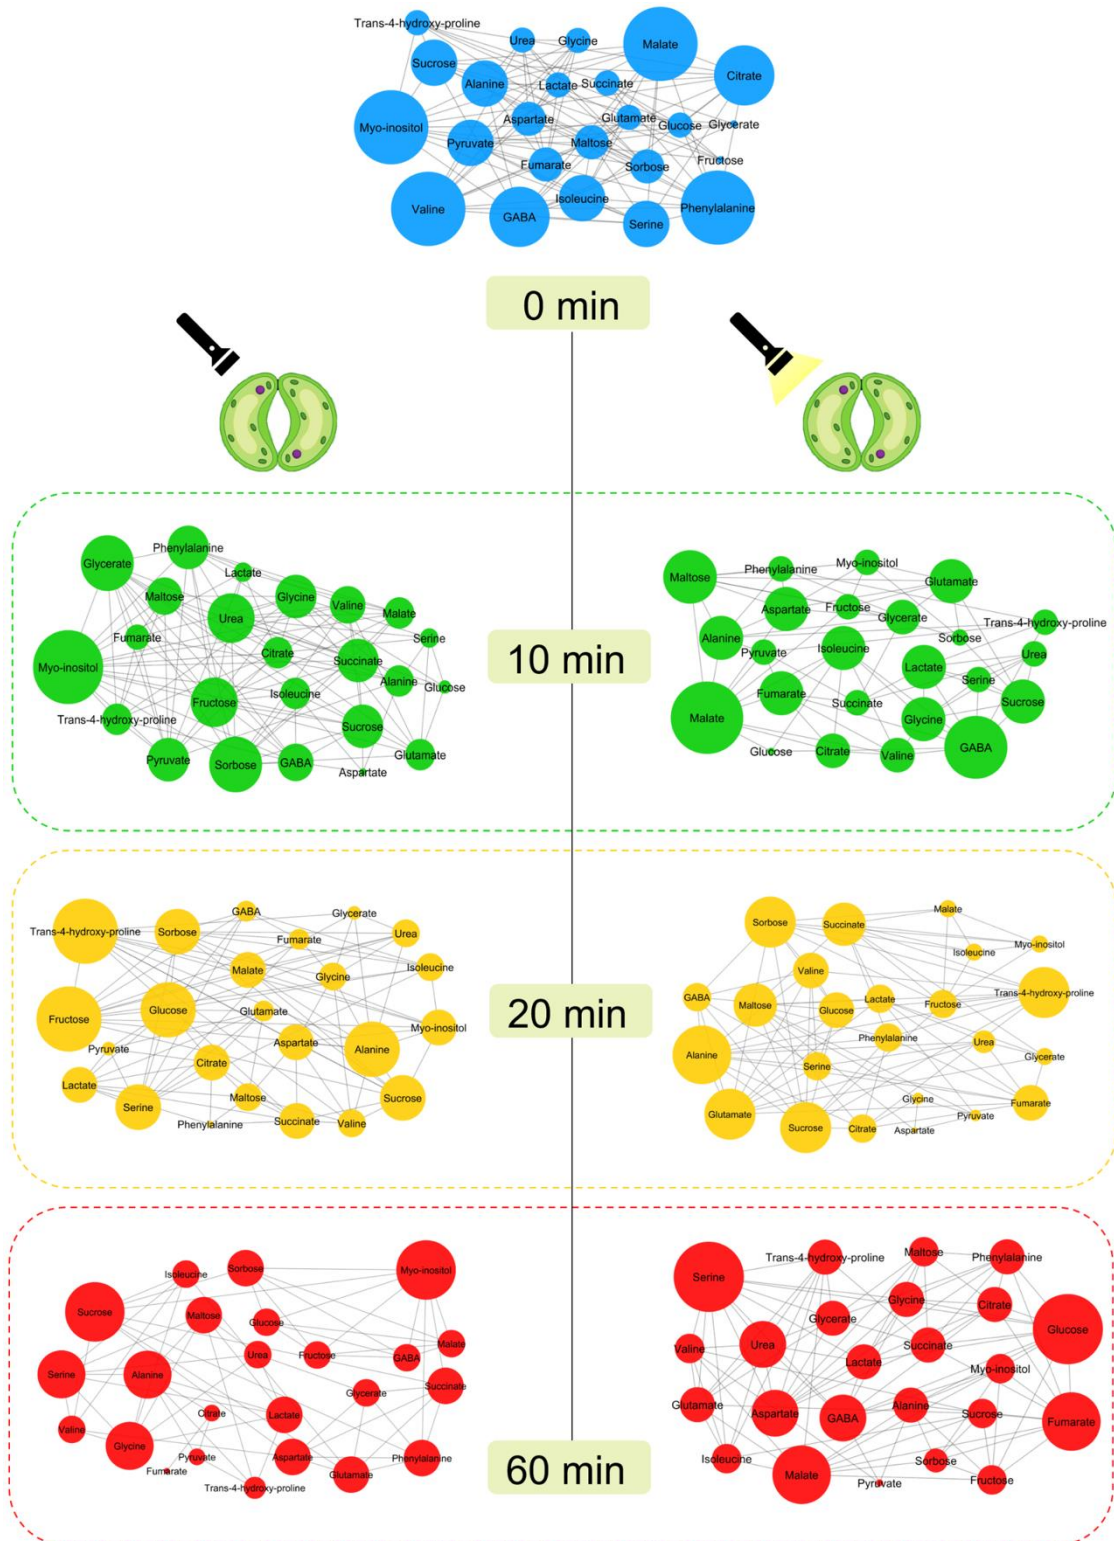 Trans-4-hydroxy-proline
Urea
Glycine
Malate
Sucrose
Alanine
Lactate
Succinate
Citrate
Myo-inositol
Aspartate
Glutamate
Glucose
Glycerate
Pyruvate
Maltose
Fumarate
Sorbose
Fructose
Valine
GABA
Isoleucine
Serine
Phenylalanine
0 min
Phenylalanine
Glycerate
Lactate
Maltose
Urea
Glycine
Valine
Malate
Fumarate
Citrate
Serine
Myo-inositol
Succinate
Alanine
Glucose
Fructose
Isoleucine
Trans-4-hydroxy-proline
Sucrose
Pyruvate
Sorbose
GABA
Aspartate
Glutamate
10 min
Maltose
Phenylalanine
Myo-inositol
Glutamate
Aspartate
Fructose
Glycerate
Trans-4-hydroxy-proline
Alanine
Pyruvate
Isoleucine
Sorbose
Urea
Lactate
Serine
Fumarate
Succinate
Sucrose
Malate
Glycine
Glucose
Citrate
Valine
GABA
Trans-4-hydroxy-proline
Sorbose
GABA
Glycerate
Urea
Fumarate
Malate
Glycine
Isoleucine
Fructose
Glucose
Glutamate
Myo-inositol
Pyruvate
Citrate
Aspartate
Alanine
Lactate
Serine
Maltose
Sucrose
Phenylalanine
Succinate
Valine
20 min
Sorbose
Succinate
Malate
Isoleucine
Myo-inositol
Valine
GABA
Maltose
Glucose
Lactate
Fructose
Trans-4-hydroxy-proline
Alanine
Phenylalanine
Urea
Glycerate
Serine
Glutamate
Sucrose
Citrate
Glycine
Aspartate
Pyruvate
Fumarate
Isoleucine
Sorbose
Myo-inositol
Sucrose
Maltose
Glucose
Malate
Urea
Fructose
GABA
Serine
Alanine
Glycerate
Succinate
Valine
Citrate
Lactate
Glycine
Pyruvate
Aspartate
Phenylalanine
Fumarate
Trans-4-hydroxy-proline
Glutamate
60 min
Serine
Trans-4-hydroxy-proline
Maltose
Phenylalanine
Glycine
Citrate
Glycerate
Glucose
Valine
Urea
Lactate
Succinate
Myo-inositol
Glutamate
Aspartate
GABA
Alanine
Sucrose
Fumarate
Isoleucine
Malate
Pyruvate
Sorbose
Fructose